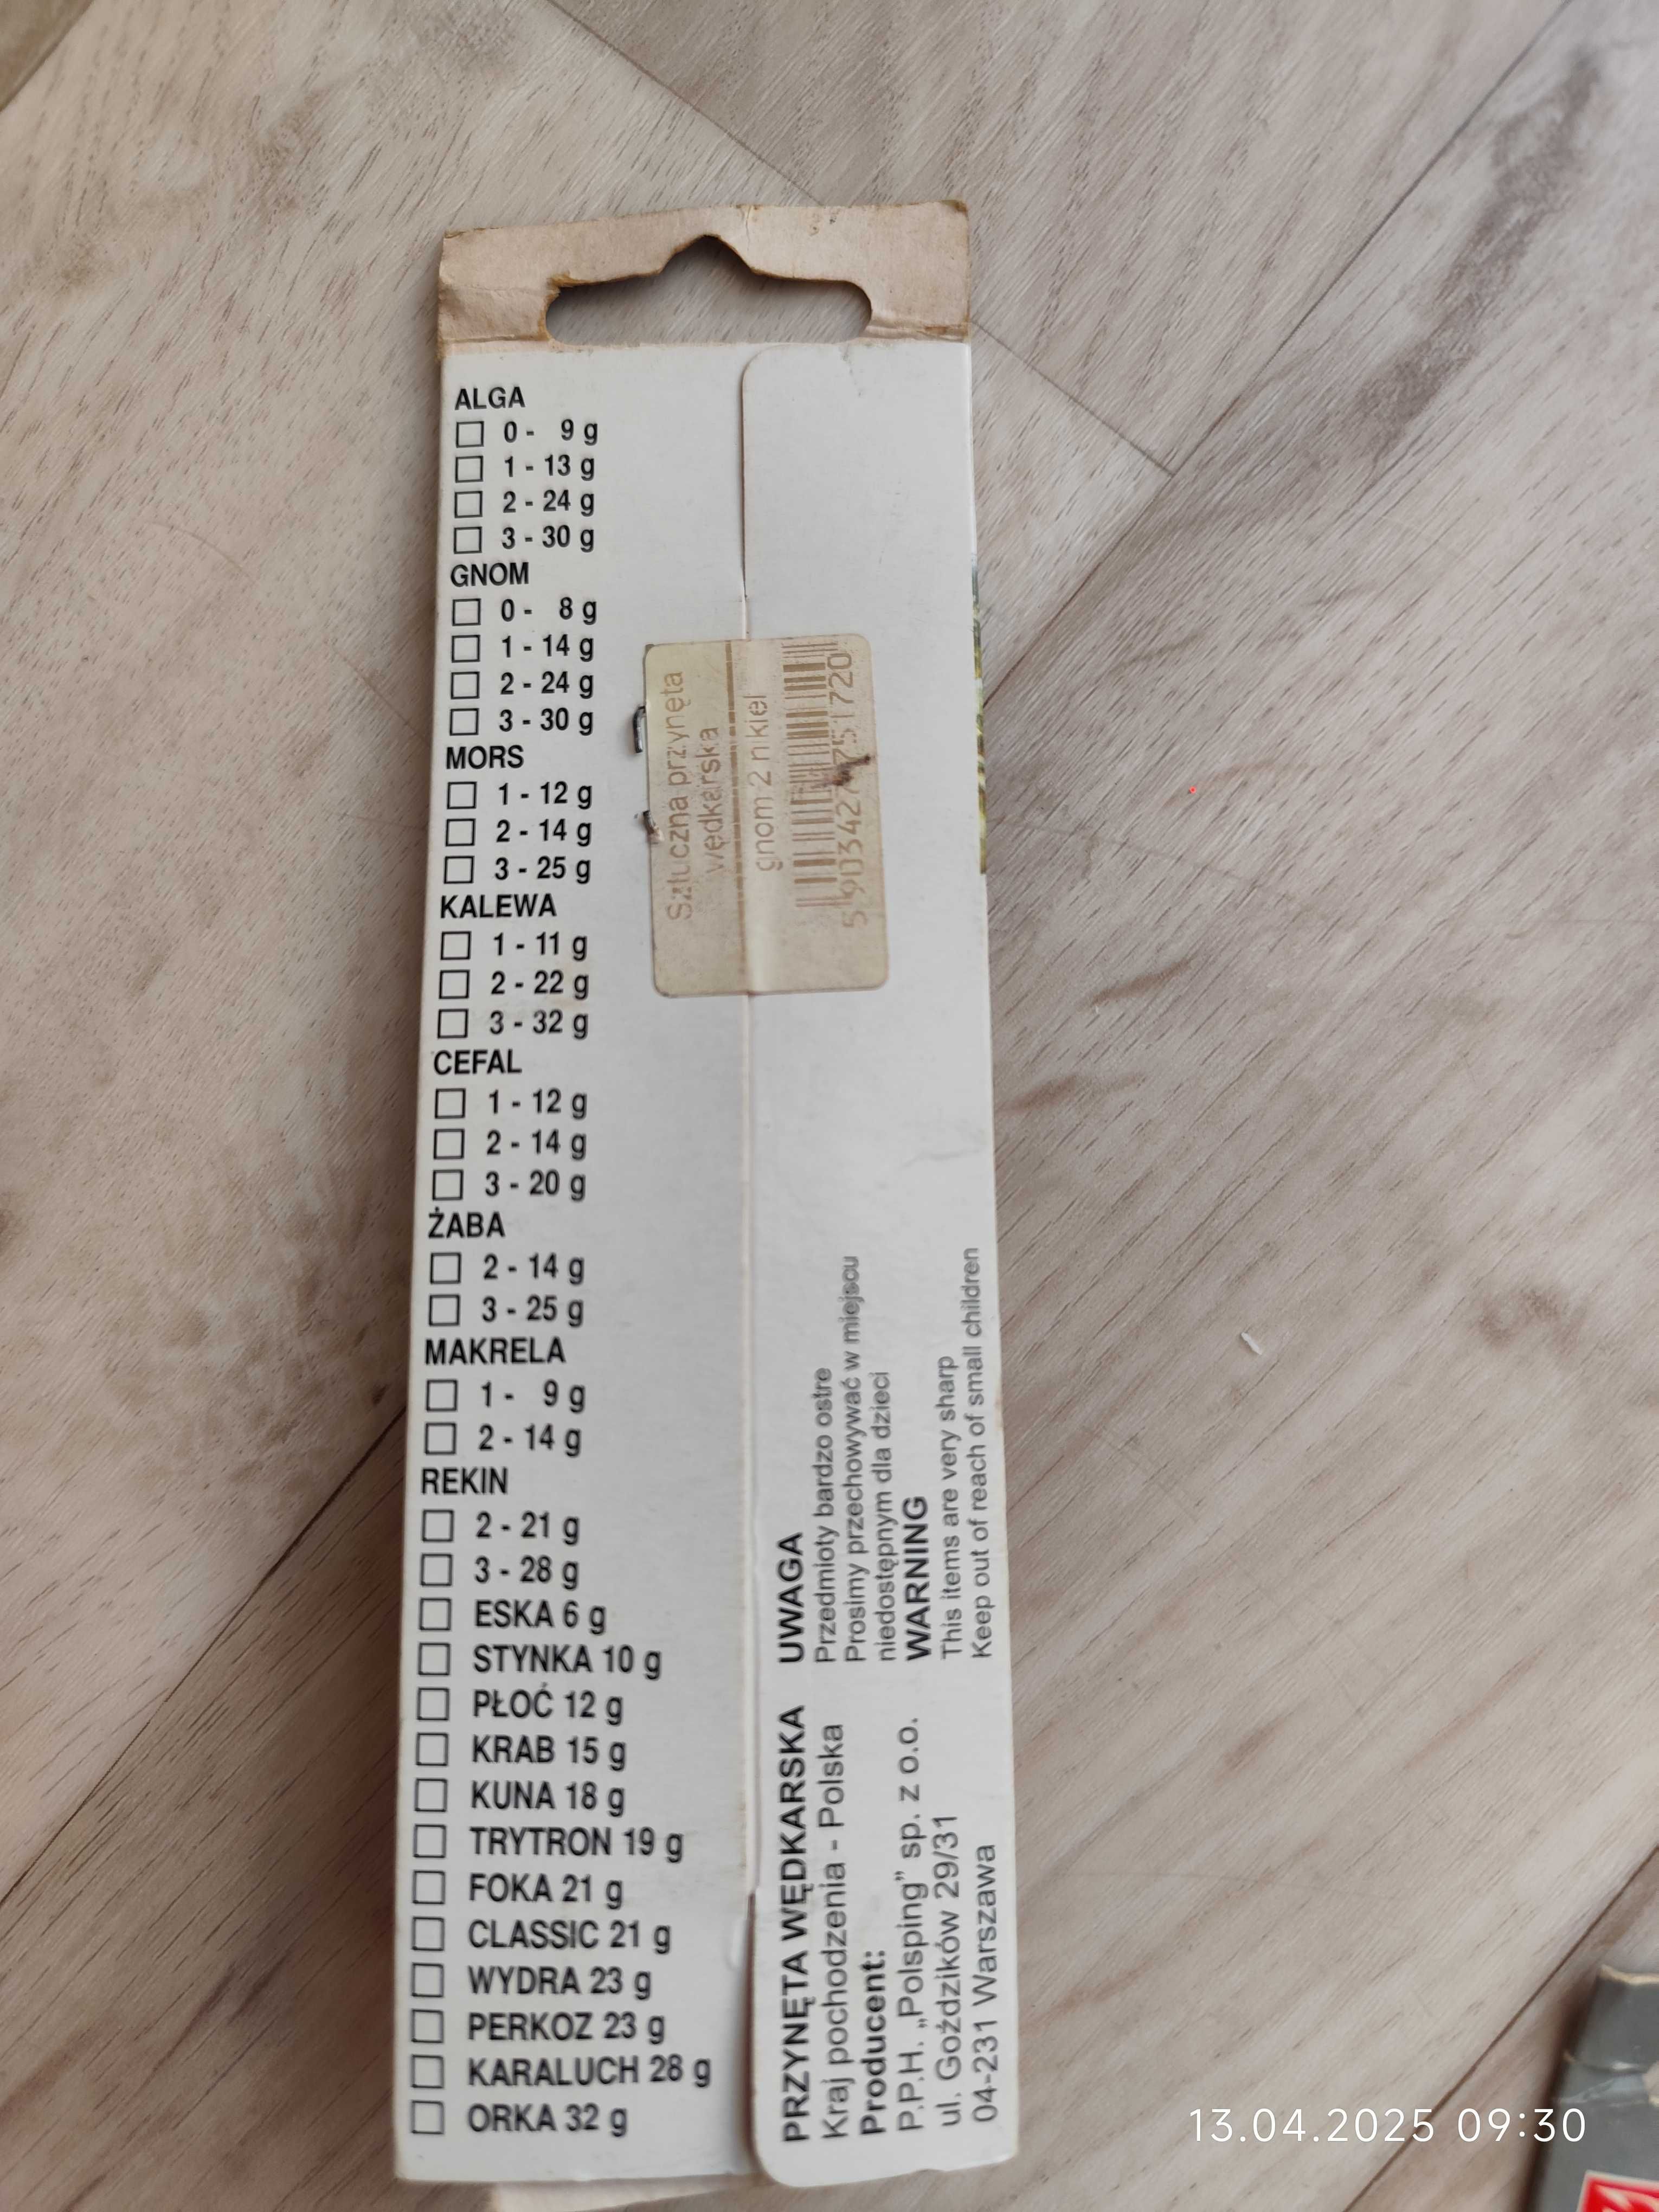 ALGA
0 - 9 g
1 - 13 g
2 - 24 g
3 - 30 g
GNOM
0 - 8 g
1 - 14 g
2 - 24 g
3 - 30 g
MORS
1 - 12 g
2 - 14 g
3 - 25 g
KALEWA
1 - 11 g
2 - 22 g
3 - 32 g
CEFAL
1 - 12 g
2 - 14 g
3 - 20 g
ŻABA
2 - 14 g
3 - 25 g
MAKRELA
1 - 9 g
2 - 14 g
REKIN
2 - 21 g
3 - 28 g
ESKA 6 g
STYNKA 10 g
PŁOĆ 12 g
KRAB 15 g
KUNA 18 g
TRYTRON 19 g
FOKA 21 g
CLASSIC 21 g
WYDRA 23 g
PERKOZ 23 g
KARALUCH 28 g
ORKA 32 g
Sztuczna przynęta
wędkarska
gnom 2 nikiel
UWAGA
Przedmioty bardzo ostre
Prosimy przechowywać w miejscu
niedostępnym dla dzieci
WARNING
This items are very sharp
Keep out of reach of small children
PRZYNĘTA WĘDKARSKA
Kraj pochodzenia - Polska
Producent:
P.P.H. „Polsping” sp. z o.o.
ul. Goździków 29/31
04-231 Warszawa
13.04.2025 09:30